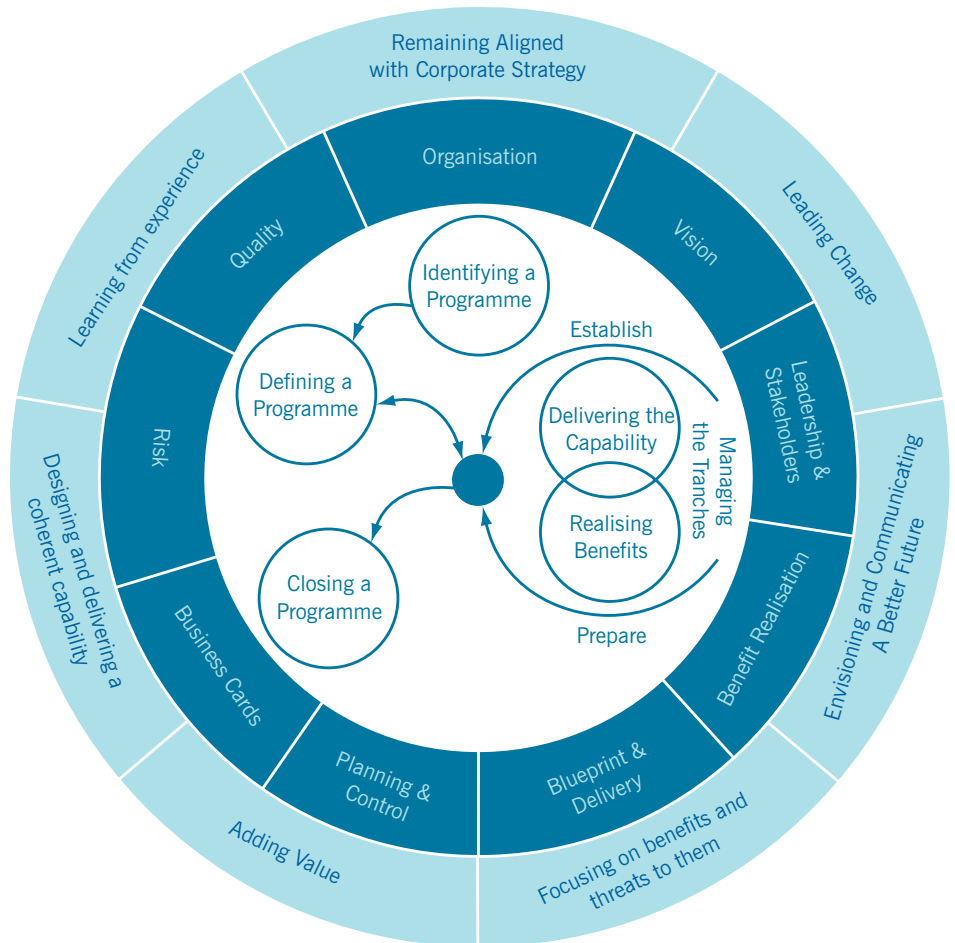 Remaining Aligned
with Corporate Strategy
Leading Change
Envisioning and Communicating
A Better Future
Focusing on benefits and
threats to them
Adding Value
Designing and delivering a
coherent capability
Learning from experience
Organisation
Vision
Leadership &
Stakeholders
Benefit Realisation
Blueprint &
Delivery
Planning &
Control
Business Cards
Risk
Quality
Identifying a
Programme
Defining a
Programme
Closing a
Programme
Establish
Delivering the
Capability
Managing
the Tranches
Realising
Benefits
Prepare